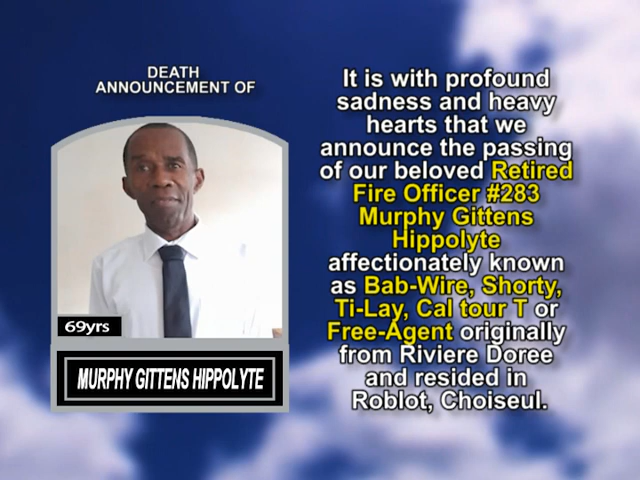 DEATH
ANNOUNCEMENT OF
69yrs
MURPHY GITTENS HIPPOLYTE
It is with profound
sadness and heavy
hearts that we
announce the passing
of our beloved Retired
Fire Officer #283
Murphy Gittens
Hippolyte
affectionately known
as Bab-Wire, Shorty,
Ti-Lay, Cal tour T or
Free-Agent originally
from Riviere Doree
and resided in
Roblot, Choiseul.